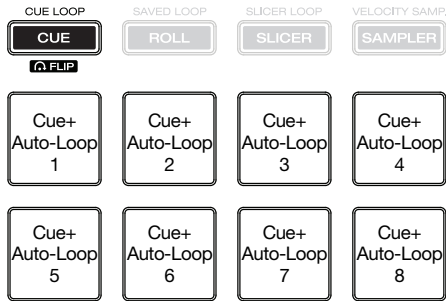 CUE LOOP SAVED LOOP SLICER LOOP VELOCITY SAMP.
CUE ROLL SLICER SAMPLER
FLIP
Cue+ Cue+ Cue+ Cue+
Auto-Loop Auto-Loop Auto-Loop Auto-Loop
1 2 3 4
Cue+ Cue+ Cue+ Cue+
Auto-Loop Auto-Loop Auto-Loop Auto-Loop
5 6 7 8